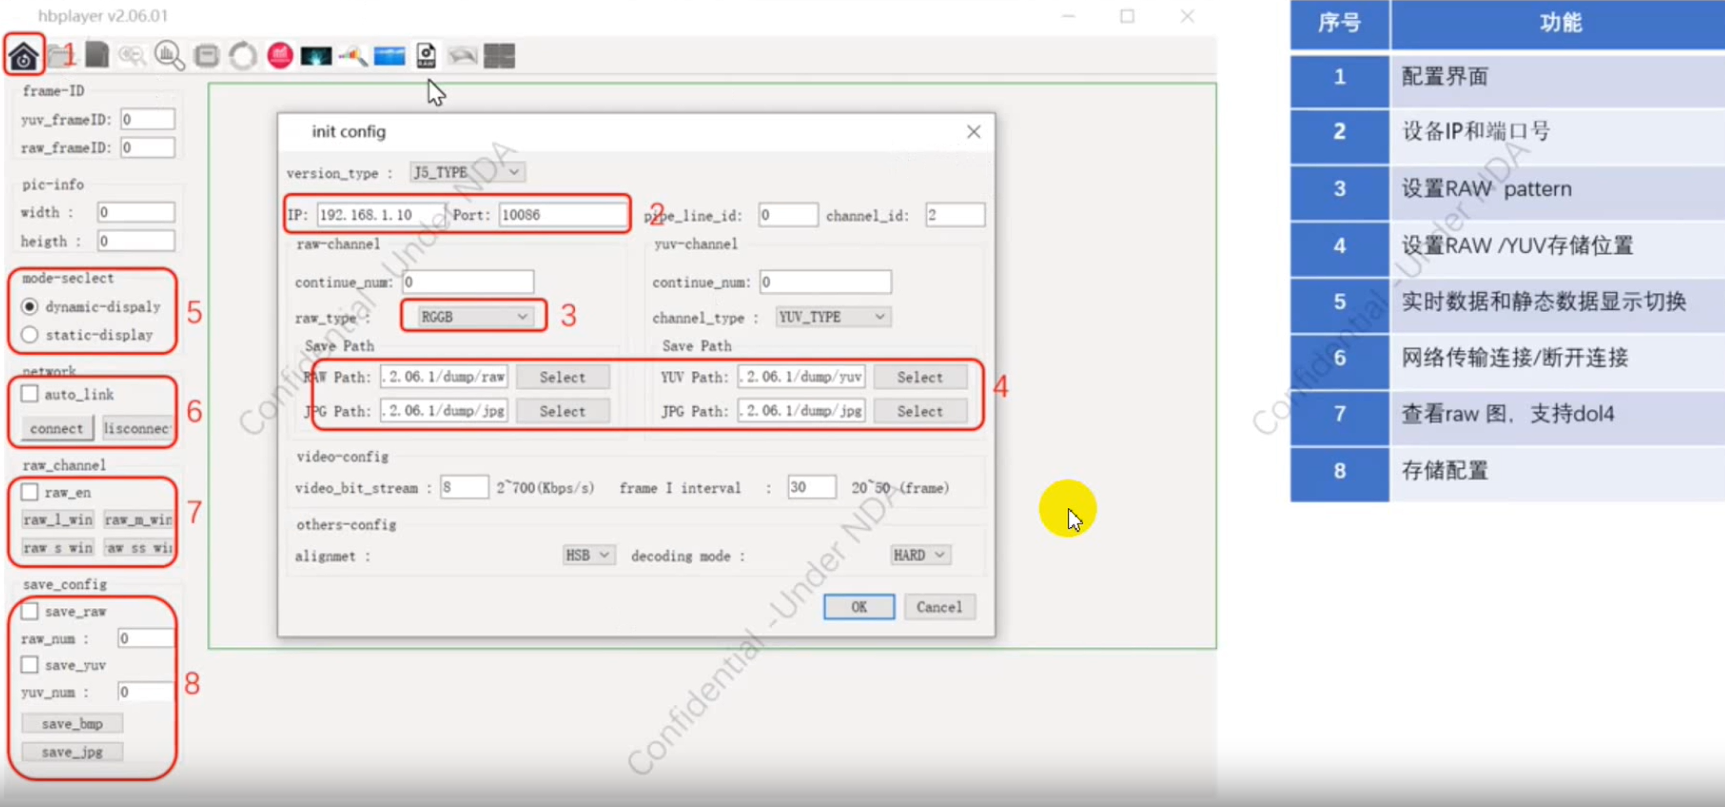 hbplayer v2.06.01
1
frame-ID
yuv_frameID: 0
raw_frameID: 0
pic-info
width : 0
heigth : 0
mode-seclect
dynamic-dispaly
static-display
5
network
auto_link
connect lisconnec
6
raw_channel
raw_en
raw_l_win raw_m_win
raw_s_win aw_ss_wi
7
save_config
save_raw
raw_num : 0
save_yuv
yuv_num : 0
save_bmp
save_jpg
8
init config
version_type : J5_TYPE
IP: 192.168.1.10 Port: 10086 2 pipe_line_id: 0 channel_id: 2
raw-channel yuv-channel
continue_num: 0 continue_num: 0
raw_type : RGGB 3 channel_type : YUV_TYPE
Save Path Save Path
RAW Path: .2.06.1/dump/raw Select YUV Path: .2.06.1/dump/yuv Select 4
JPG Path: .2.06.1/dump/jpg Select JPG Path: .2.06.1/dump/jpg Select
video-config
video_bit_stream : 8 2~700(Kbps/s) frame I interval : 30 20~50 (frame)
others-config
alignmet : HSB decoding mode : HARD
OK Cancel
Confidential -Under NDA
Confidential -Under NDA
Confidential -Under NDA
序号 功能
1 配置界面
2 设备IP和端口号
3 设置RAW pattern
4 设置RAW /YUV存储位置
5 实时数据和静态数据显示切换
6 网络传输连接/断开连接
7 查看raw 图，支持dol4
8 存储配置